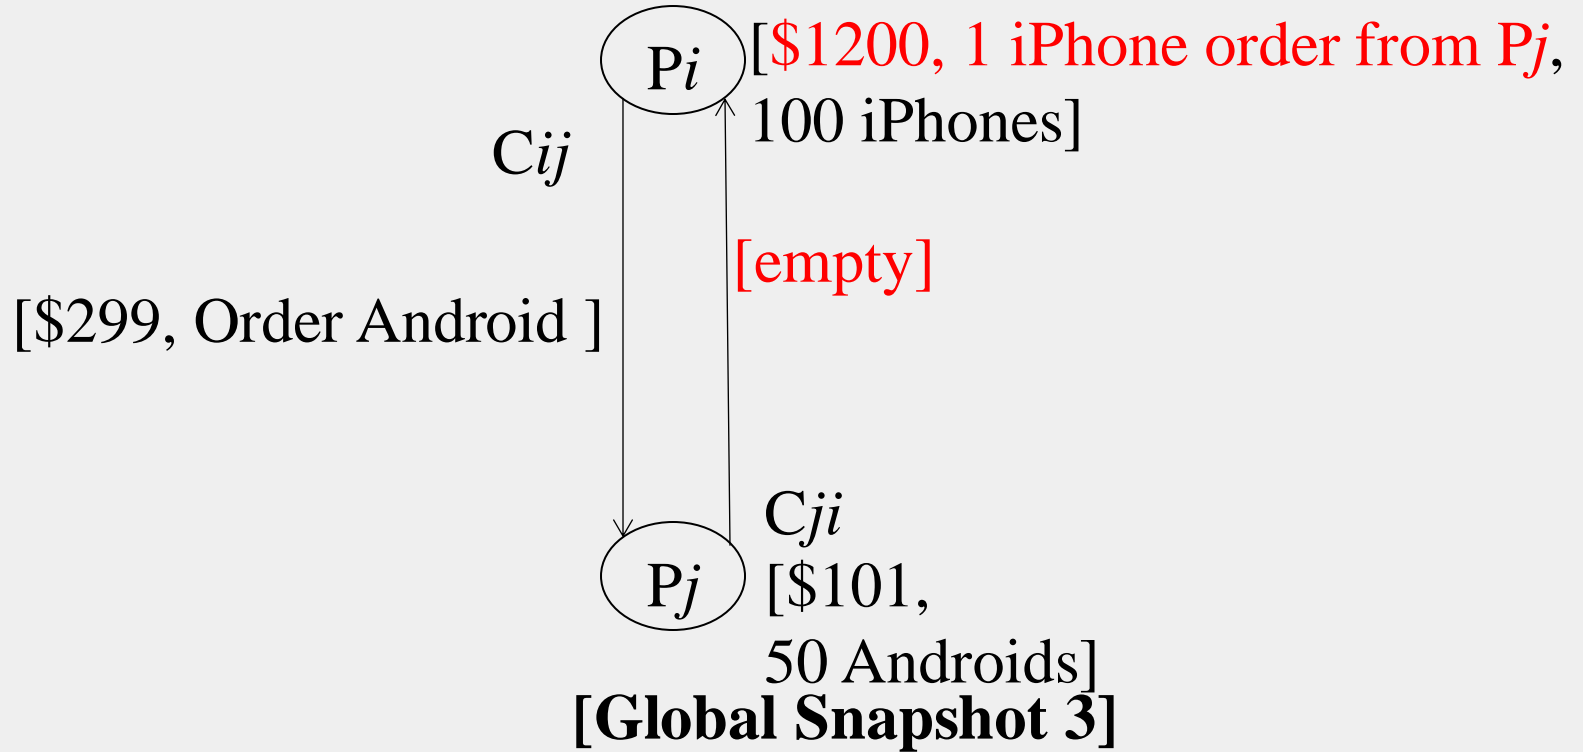 Pi
[$1200, 1 iPhone order from Pj,
100 iPhones]
Cij
[empty]
[$299, Order Android ]
Cji
Pj
[$101,
50 Androids]
[Global Snapshot 3]